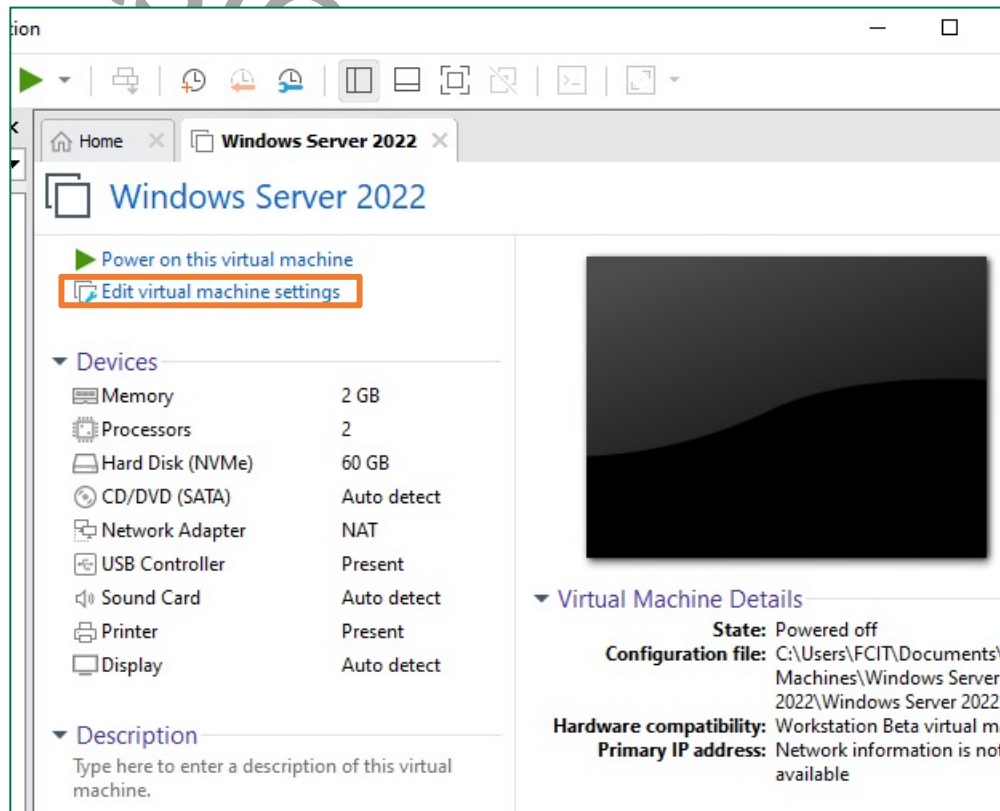 tion
Home
Windows Server 2022
Windows Server 2022
Power on this virtual machine
Edit virtual machine settings
Devices
Memory 2 GB
Processors 2
Hard Disk (NVMe) 60 GB
CD/DVD (SATA) Auto detect
Network Adapter NAT
USB Controller Present
Sound Card Auto detect
Printer Present
Display Auto detect
Description
Type here to enter a description of this virtual
machine.
Virtual Machine Details
State: Powered off
Configuration file: C:\Users\FCIT\Documents\
Machines\Windows Server
2022\Windows Server 2022
Hardware compatibility: Workstation Beta virtual ma
Primary IP address: Network information is not
available